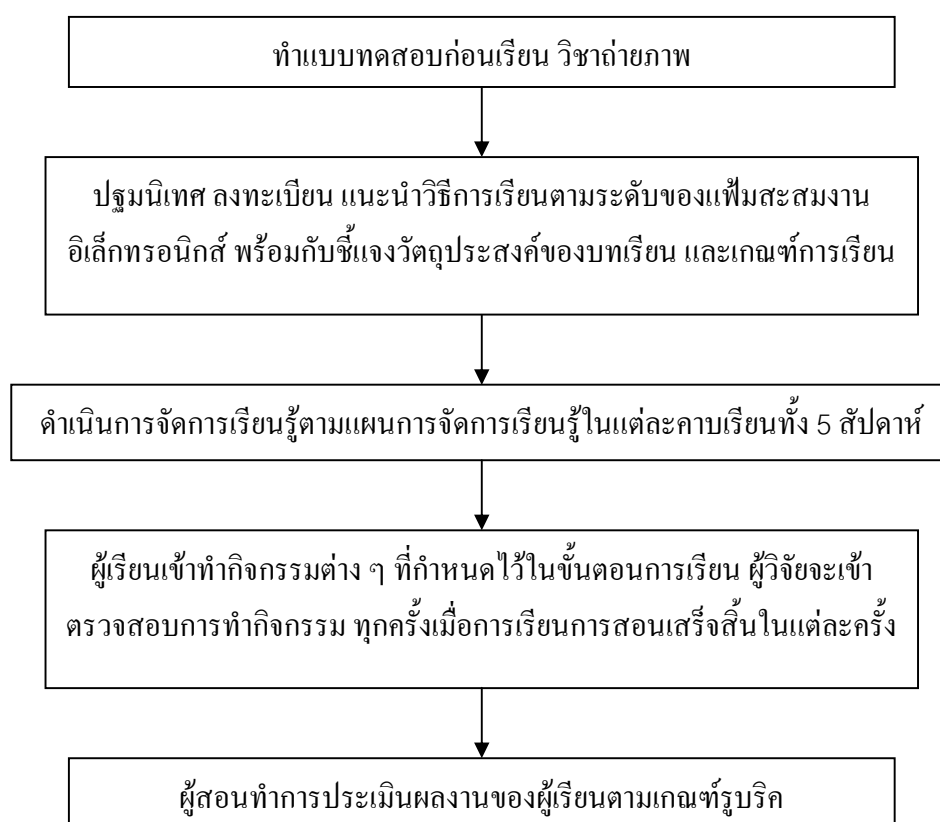 ทำแบบทดสอบก่อนเรียน วิชาถ่ายภาพ
ปฐมนิเทศ ลงทะเบียน แนะนำวิธีการเรียนตามระดับของแฟ้มสะสมงาน
อิเล็กทรอนิกส์ พร้อมกับชี้แจงวัตถุประสงค์ของบทเรียน และเกณฑ์การเรียน
ดำเนินการจัดการเรียนรู้ตามแผนการจัดการเรียนรู้ในแต่ละคาบเรียนทั้ง 5 สัปดาห์
ผู้เรียนเข้าทำกิจกรรมต่าง ๆ ที่กำหนดไว้ในขั้นตอนการเรียน ผู้วิจัยจะเข้า
ตรวจสอบการทำกิจกรรม ทุกครั้งเมื่อการเรียนการสอนเสร็จสิ้นในแต่ละครั้ง
ผู้สอนทำการประเมินผลงานของผู้เรียนตามเกณฑ์รูบริค